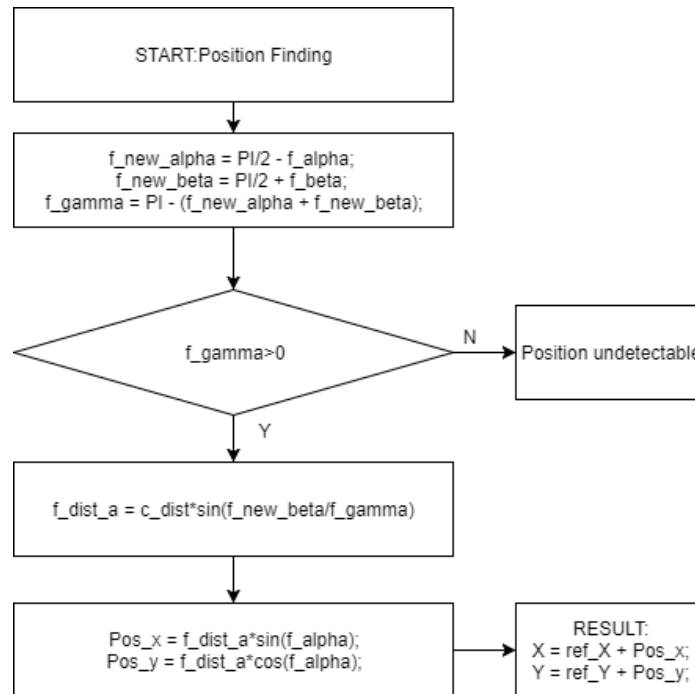 START:Position Finding
f_new_alpha = PI/2 - f_alpha;
f_new_beta = PI/2 + f_beta;
f_gamma = PI - (f_new_alpha + f_new_beta);
f_gamma>0
N
Position undetectable
Y
f_dist_a = c_dist*sin(f_new_beta/f_gamma)
Pos_x = f_dist_a*sin(f_alpha);
Pos_y = f_dist_a*cos(f_alpha);
RESULT:
X = ref_X + Pos_x;
Y = ref_Y + Pos_y;